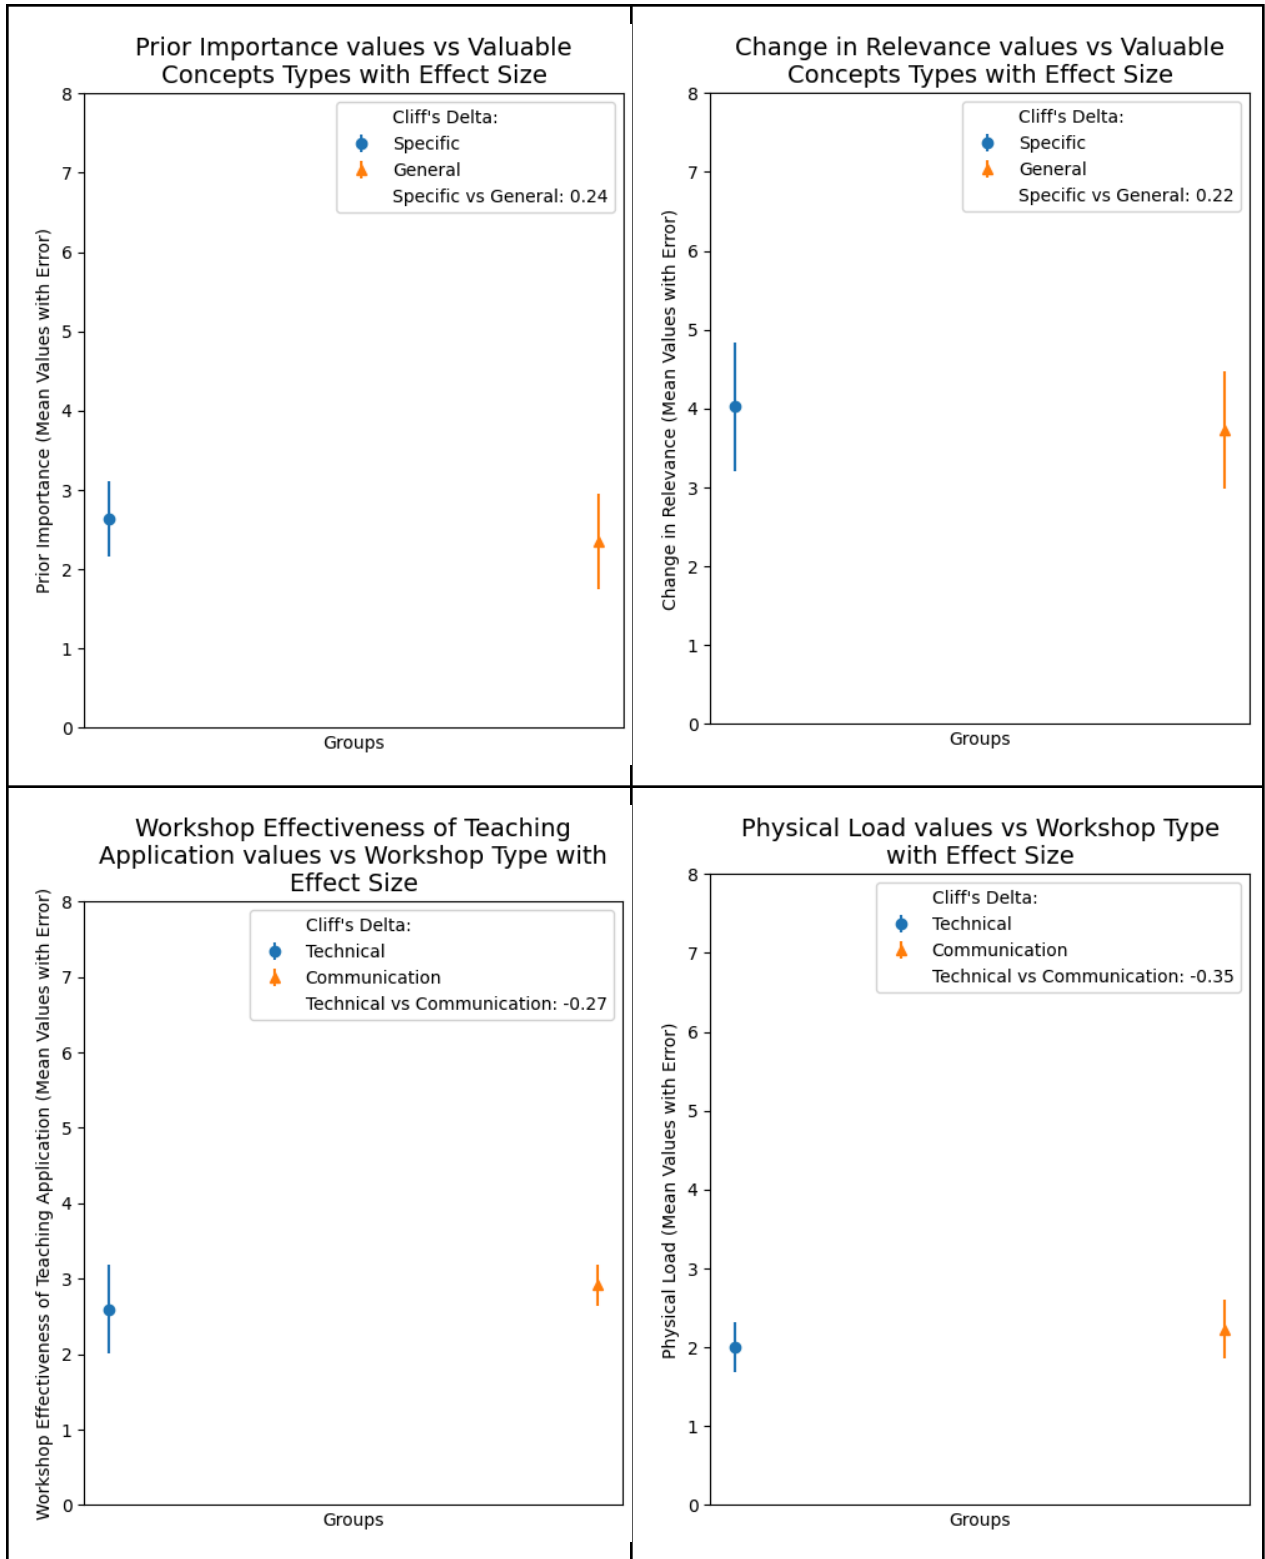 Prior Importance values vs Valuable
Concepts Types with Effect Size
Prior Importance (Mean Values with Error)
8
7
6
5
4
3
2
1
0
Cliff's Delta:
Specific
General
Specific vs General: 0.24
Groups
Change in Relevance values vs Valuable
Concepts Types with Effect Size
Change in Relevance (Mean Values with Error)
8
7
6
5
4
3
2
1
0
Cliff's Delta:
Specific
General
Specific vs General: 0.22
Groups
Workshop Effectiveness of Teaching
Application values vs Workshop Type with
Effect Size
Workshop Effectiveness of Teaching Application (Mean Values with Error)
8
7
6
5
4
3
2
1
0
Cliff's Delta:
Technical
Communication
Technical vs Communication: -0.27
Groups
Physical Load values vs Workshop Type
with Effect Size
Physical Load (Mean Values with Error)
8
7
6
5
4
3
2
1
0
Cliff's Delta:
Technical
Communication
Technical vs Communication: -0.35
Groups